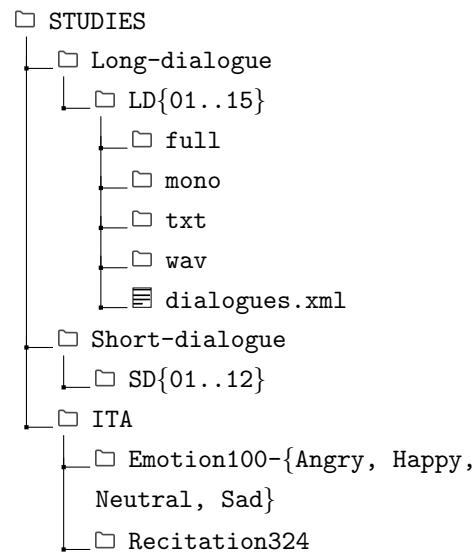 STUDIES
Long-dialogue
LD{01..15}
full
mono
txt
wav
dialogues.xml
Short-dialogue
SD{01..12}
ITA
Emotion100-{Angry, Happy,
Neutral, Sad}
Recitation324